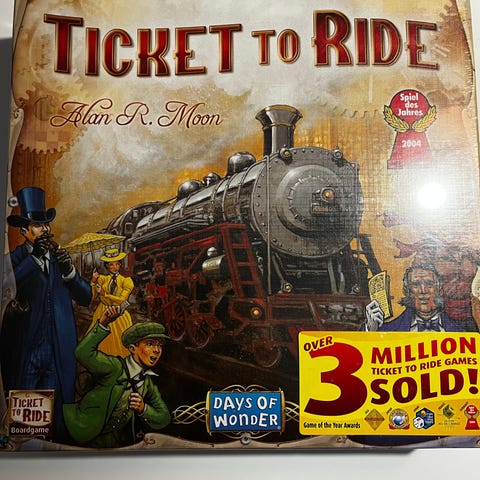 TICKET TO RIDE
Alan R. Moon
Spiel
des
Jahres
2004
OVER
3 MILLION
TICKET TO RIDE GAMES
SOLD!
Game of the Year Awards
TICKET
TO RIDE
Boardgame
DAYS OF
WONDER